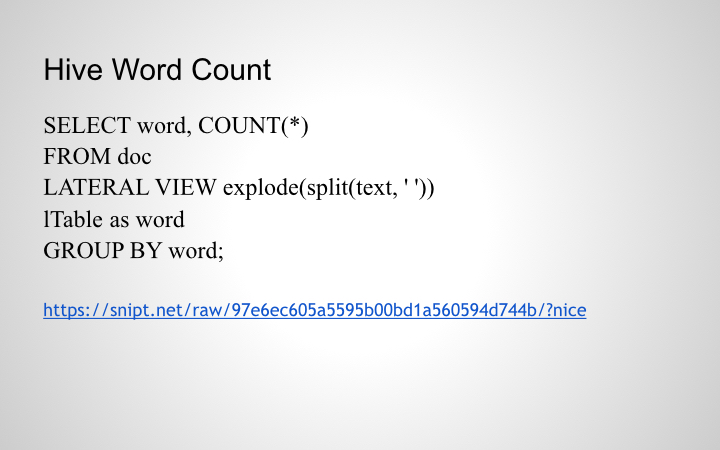 Hive Word Count
SELECT word, COUNT(*)
FROM doc
LATERAL VIEW explode(split(text, ' '))
lTable as word
GROUP BY word;
https://snipt.net/raw/97e6ec605a5595b00bd1a560594d744b/?nice